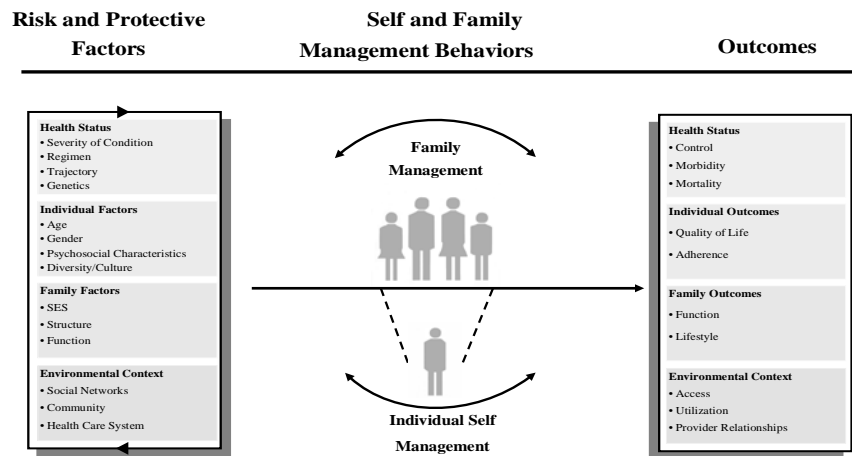 Risk and Protective
Factors
Self and Family
Management Behaviors
Outcomes
Health Status
• Severity of Condition
• Regimen
• Trajectory
• Genetics
Individual Factors
• Age
• Gender
• Psychosocial Characteristics
• Diversity/Culture
Family Factors
• SES
• Structure
• Function
Environmental Context
• Social Networks
• Community
• Health Care System
Family
Management
Individual Self
Management
Health Status
• Control
• Morbidity
• Mortality
Individual Outcomes
• Quality of Life
• Adherence
Family Outcomes
• Function
• Lifestyle
Environmental Context
• Access
• Utilization
• Provider Relationships